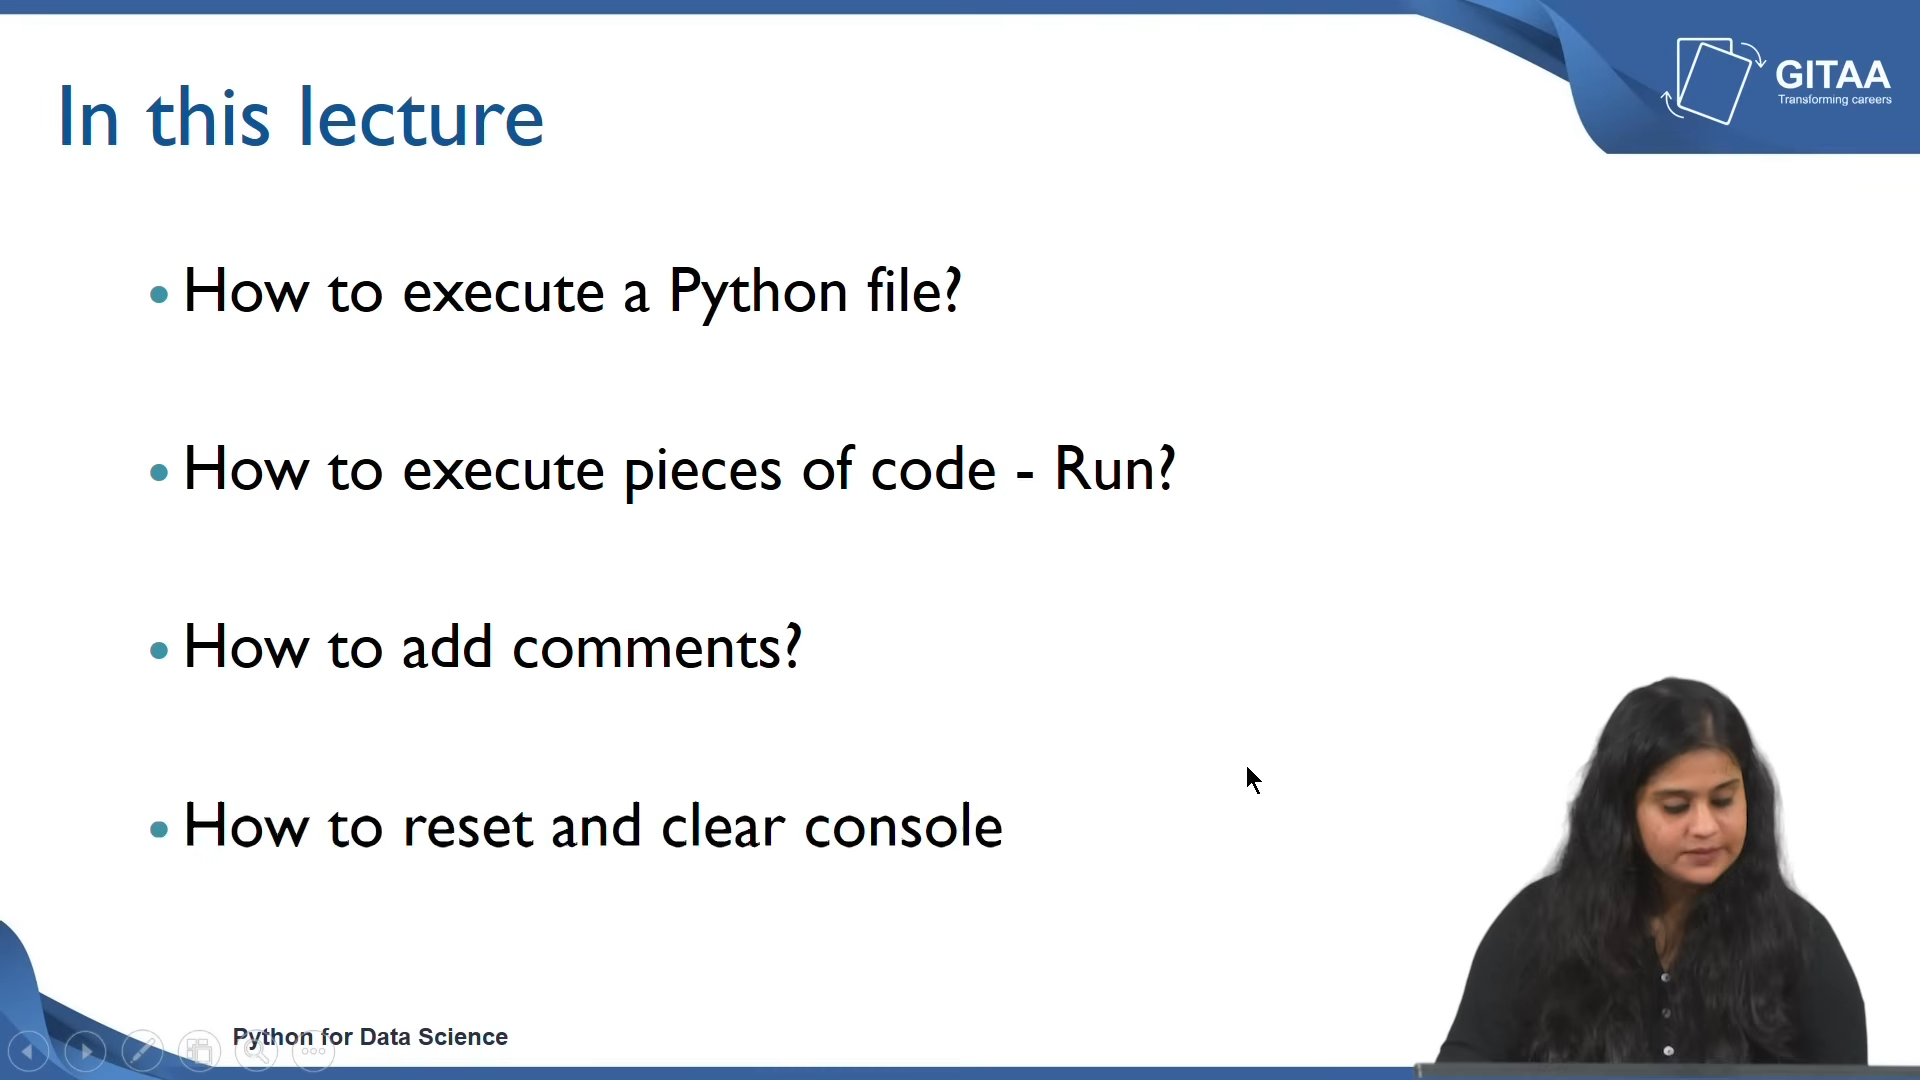 GITAA
Transforming careers
In this lecture
• How to execute a Python file?
• How to execute pieces of code - Run?
• How to add comments?
• How to reset and clear console
Python for Data Science